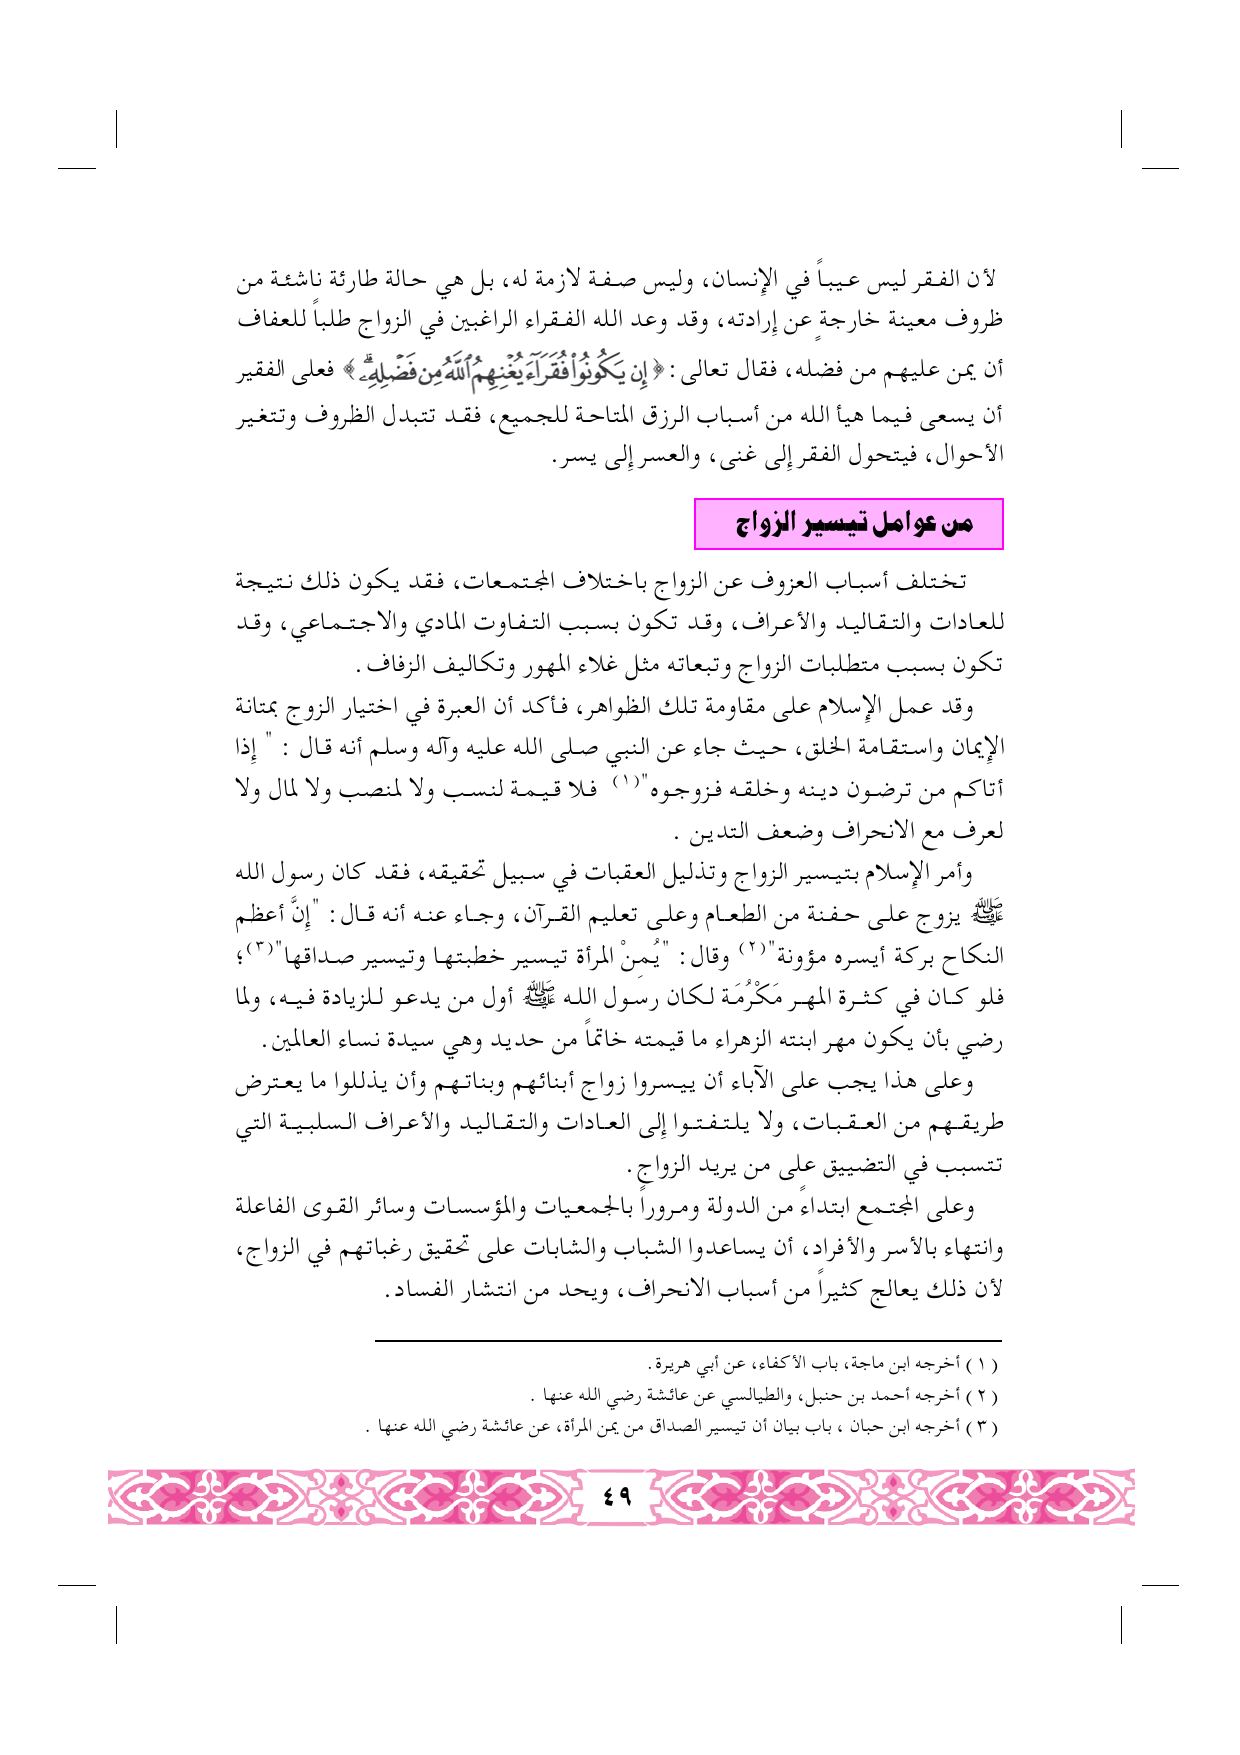 لأن الفقر ليس عيباً في الإنسان، وليس صفة لازمة له، بل هي حالة طارئة ناشئة من
ظروف معينة خارجةٍ عن إرادته، وقد وعد الله الفقراء الراغبين في الزواج طلباً للعفاف
أن يمن عليهم من فضله، فقال تعالى: ﴿إِن يَكُونُواْ فُقَرَآءَ يُغْنِهِمُ ٱللَّهُ مِن فَضْلِهِۦۗ﴾ فعلى الفقير
أن يسعى فيما هيأ الله من أسباب الرزق المتاحة للجميع، فقد تتبدل الظروف وتتغير
الأحوال، فيتحول الفقر إلى غنى، والعسر إلى يسر.
من عوامل تيسير الزواج
تختلف أسباب العزوف عن الزواج باختلاف المجتمعات، فقد يكون ذلك نتيجة
للعادات والتقاليد والأعراف، وقد تكون بسبب التفاوت المادي والاجتماعي، وقد
تكون بسبب متطلبات الزواج وتبعاته مثل غلاء المهور وتكاليف الزفاف.
وقد عمل الإسلام على مقاومة تلك الظواهر، فأكد أن العبرة في اختيار الزوج بمتانة
الإيمان واستقامة الخلق، حيث جاء عن النبي صلى الله عليه وآله وسلم أنه قال : " إذا
أتاكم من ترضون دينه وخلقه فزوجوه"(١) فلا قيمة لنسب ولا لمنصب ولا لمال ولا
لعرف مع الانحراف وضعف التدين .
وأمر الإسلام بتيسير الزواج وتذليل العقبات في سبيل تحقيقه، فقد كان رسول الله
ﷺ يزوج على حفنة من الطعام وعلى تعليم القرآن، وجاء عنه أنه قال: "إنَّ أعظم
النكاح بركة أيسره مؤونة"(٢) وقال: "يُمِنْ المرأة تيسير خطبتها وتيسير صداقها"(٣)؛
فلو كان في كثرة المهر مَكْرُمَة لكان رسول الله ﷺ أول من يدعو للزيادة فيه، ولما
رضي بأن يكون مهر ابنته الزهراء ما قيمته خاتماً من حديد وهي سيدة نساء العالمين.
وعلى هذا يجب على الآباء أن ييسروا زواج أبنائهم وبناتهم وأن يذللوا ما يعترض
طريقهم من العقبات، ولا يلتفتوا إلى العادات والتقاليد والأعراف السلبية التي
تتسبب في التضييق على من يريد الزواج.
وعلى المجتمع ابتداءً من الدولة ومروراً بالجمعيات والمؤسسات وسائر القوى الفاعلة
وانتهاء بالأسر والأفراد، أن يساعدوا الشباب والشابات على تحقيق رغباتهم في الزواج،
لأن ذلك يعالج كثيراً من أسباب الانحراف، ويحد من انتشار الفساد.
(١) أخرجه ابن ماجة، باب الأكفاء، عن أبي هريرة.
(٢) أخرجه أحمد بن حنبل، والطيالسي عن عائشة رضي الله عنها .
(٣) أخرجه ابن حبان ، باب بيان أن تيسير الصداق من يمن المرأة، عن عائشة رضي الله عنها .
٤٩